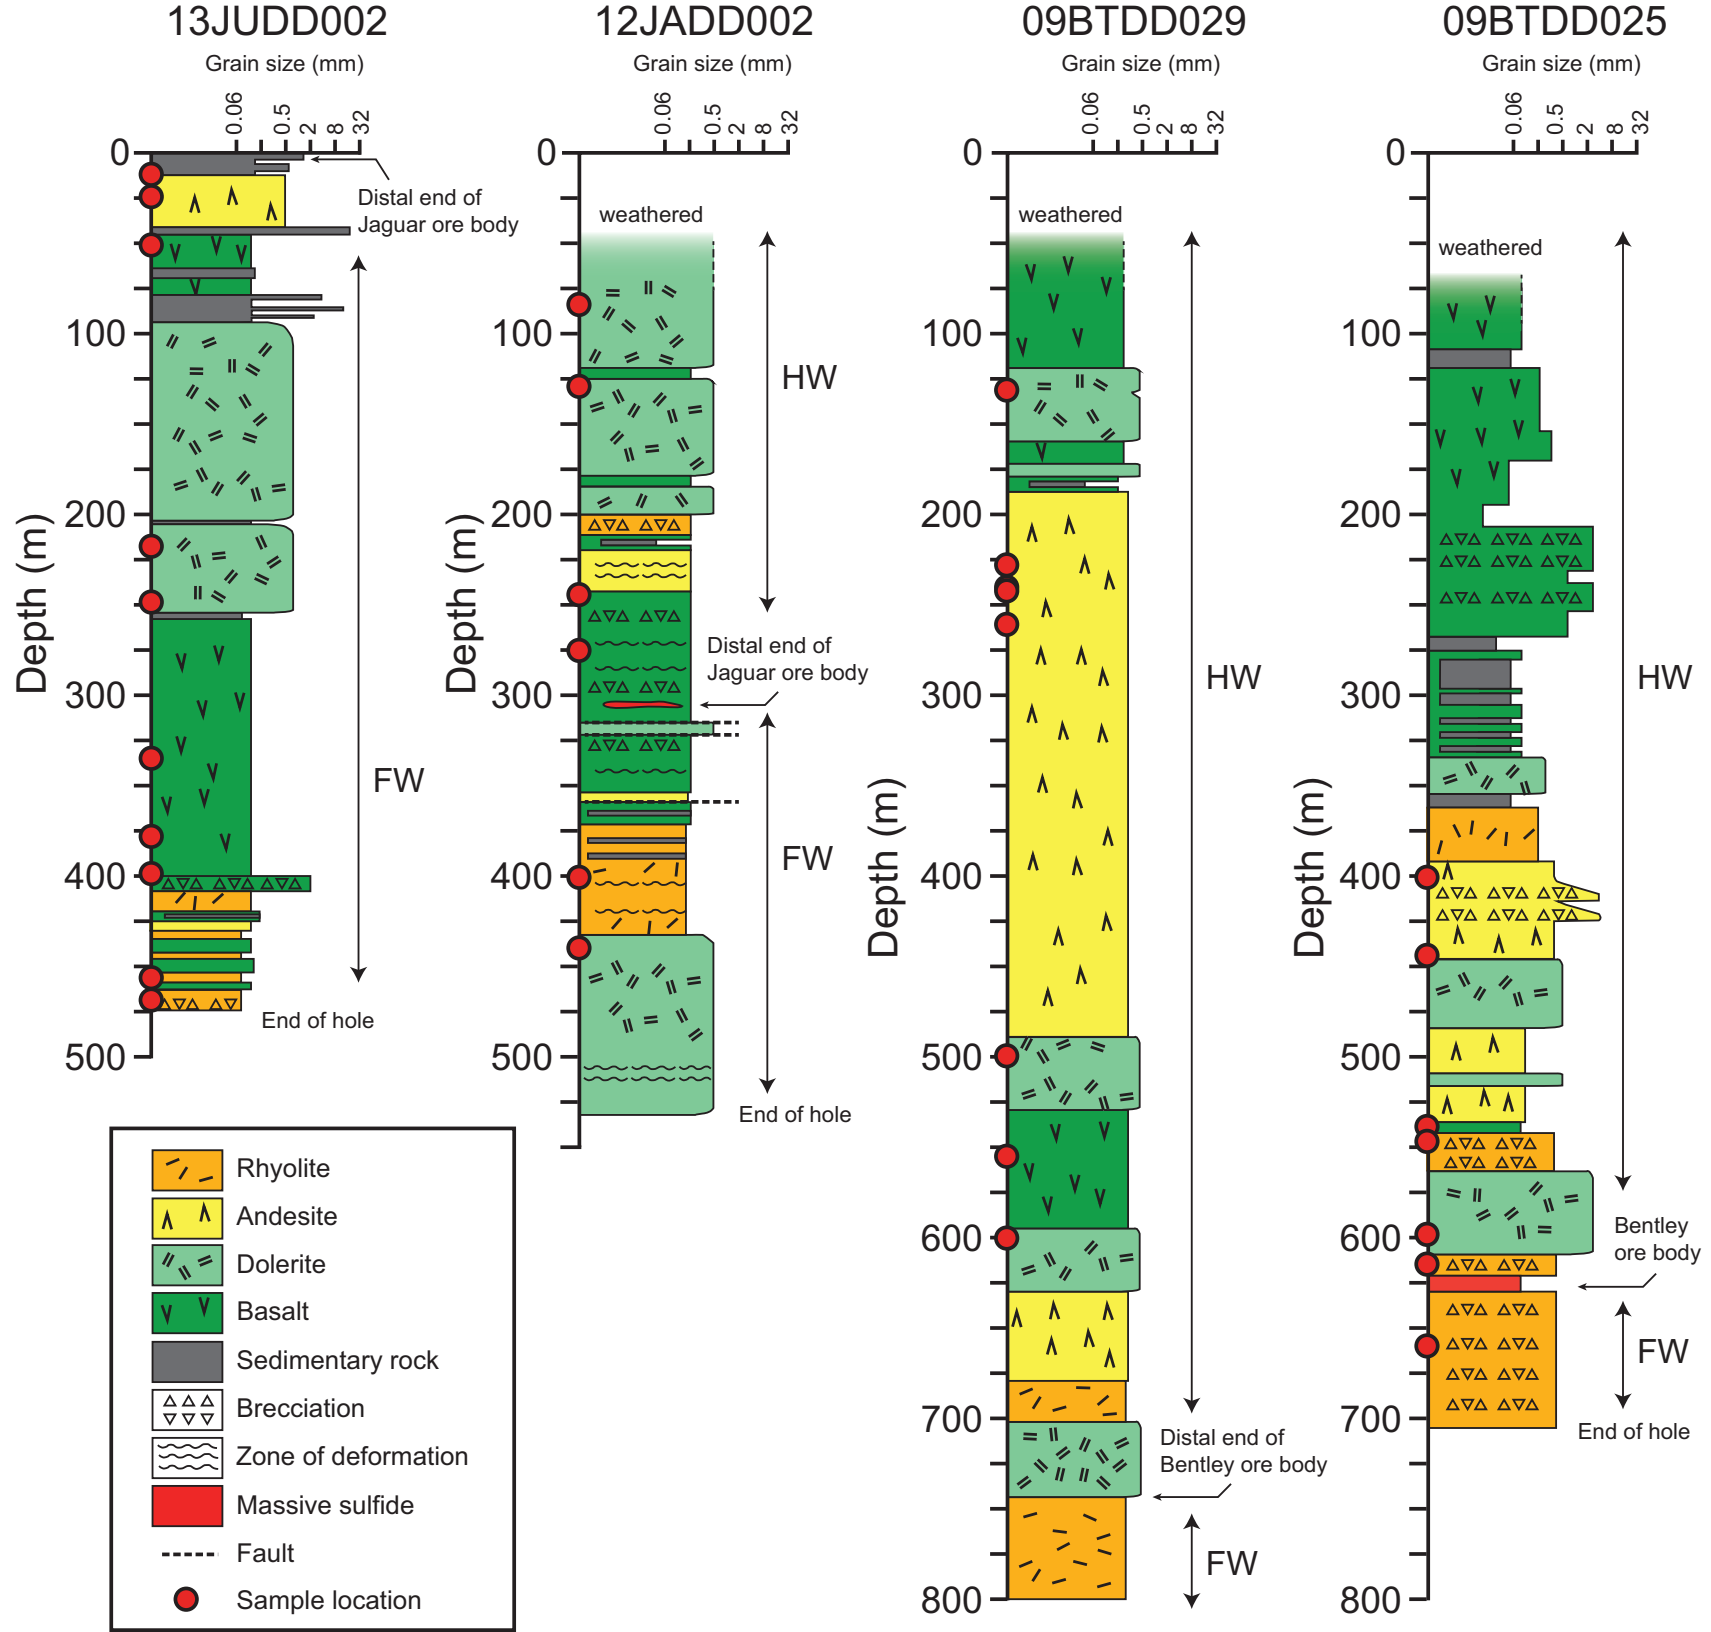 13JUDD002
Grain size (mm)
0.06
0.5
2
8
32
0
100
200
300
400
500
Depth (m)
Distal end of
Jaguar ore body
FW
End of hole
12JADD002
Grain size (mm)
0.06
0.5
2
8
32
0
100
200
300
400
500
Depth (m)
weathered
HW
Distal end of
Jaguar ore body
FW
End of hole
09BTDD029
Grain size (mm)
0.06
0.5
2
8
32
0
100
200
300
400
500
600
700
800
Depth (m)
weathered
HW
Distal end of
Bentley ore body
FW
09BTDD025
Grain size (mm)
0.06
0.5
2
8
32
0
100
200
300
400
500
600
700
800
Depth (m)
weathered
HW
Bentley
ore body
FW
End of hole
Rhyolite
Andesite
Dolerite
Basalt
Sedimentary rock
Brecciation
Zone of deformation
Massive sulfide
Fault
Sample location